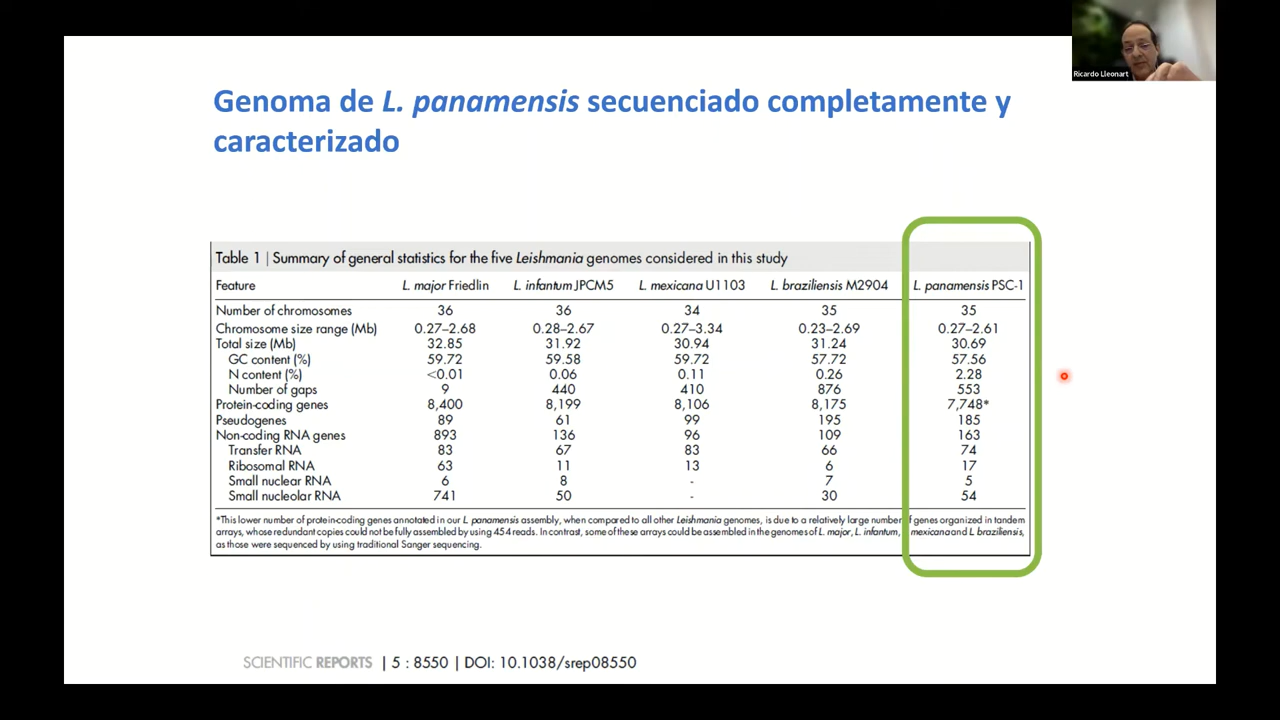 Ricardo Lleonart
Genoma de L. panamensis secuenciado completamente y
caracterizado
Table 1 | Summary of general statistics for the five Leishmania genomes considered in this study
Feature L. major Friedlin L. infantum JPCM5 L. mexicana U1103 L. braziliensis M2904 L. panamensis PSC-1
Number of chromosomes 36 36 34 35 35
Chromosome size range (Mb) 0.27–2.68 0.28–2.67 0.27–3.34 0.23–2.69 0.27–2.61
Total size (Mb) 32.85 31.92 30.94 31.24 30.69
GC content (%) 59.72 59.58 59.72 57.72 57.56
N content (%) <0.01 0.06 0.11 0.26 2.28
Number of gaps 9 440 410 876 553
Protein-coding genes 8,400 8,199 8,106 8,175 7,748*
Pseudogenes 89 61 99 195 185
Non-coding RNA genes 893 136 96 109 163
Transfer RNA 83 67 83 66 74
Ribosomal RNA 63 11 13 6 17
Small nuclear RNA 6 8 - 7 5
Small nucleolar RNA 741 50 - 30 54
*This lower number of protein-coding genes annotated in our L. panamensis assembly, when compared to all other Leishmania genomes, is due to a relatively large number of genes organized in tandem
arrays, whose redundant copies could not be fully assembled by using 454 reads. In contrast, some of these arrays could be assembled in the genomes of L. major, L. infantum, L. mexicana and L. braziliensis,
as those were sequenced by using traditional Sanger sequencing.
SCIENTIFIC REPORTS | 5 : 8550 | DOI: 10.1038/srep08550